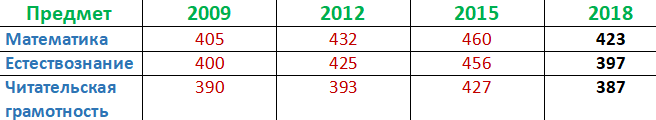 Предмет 2009 2012 2015 2018
Математика 405 432 460 423
Естествознание 400 425 456 397
Читательская 390 393 427 387
грамотность